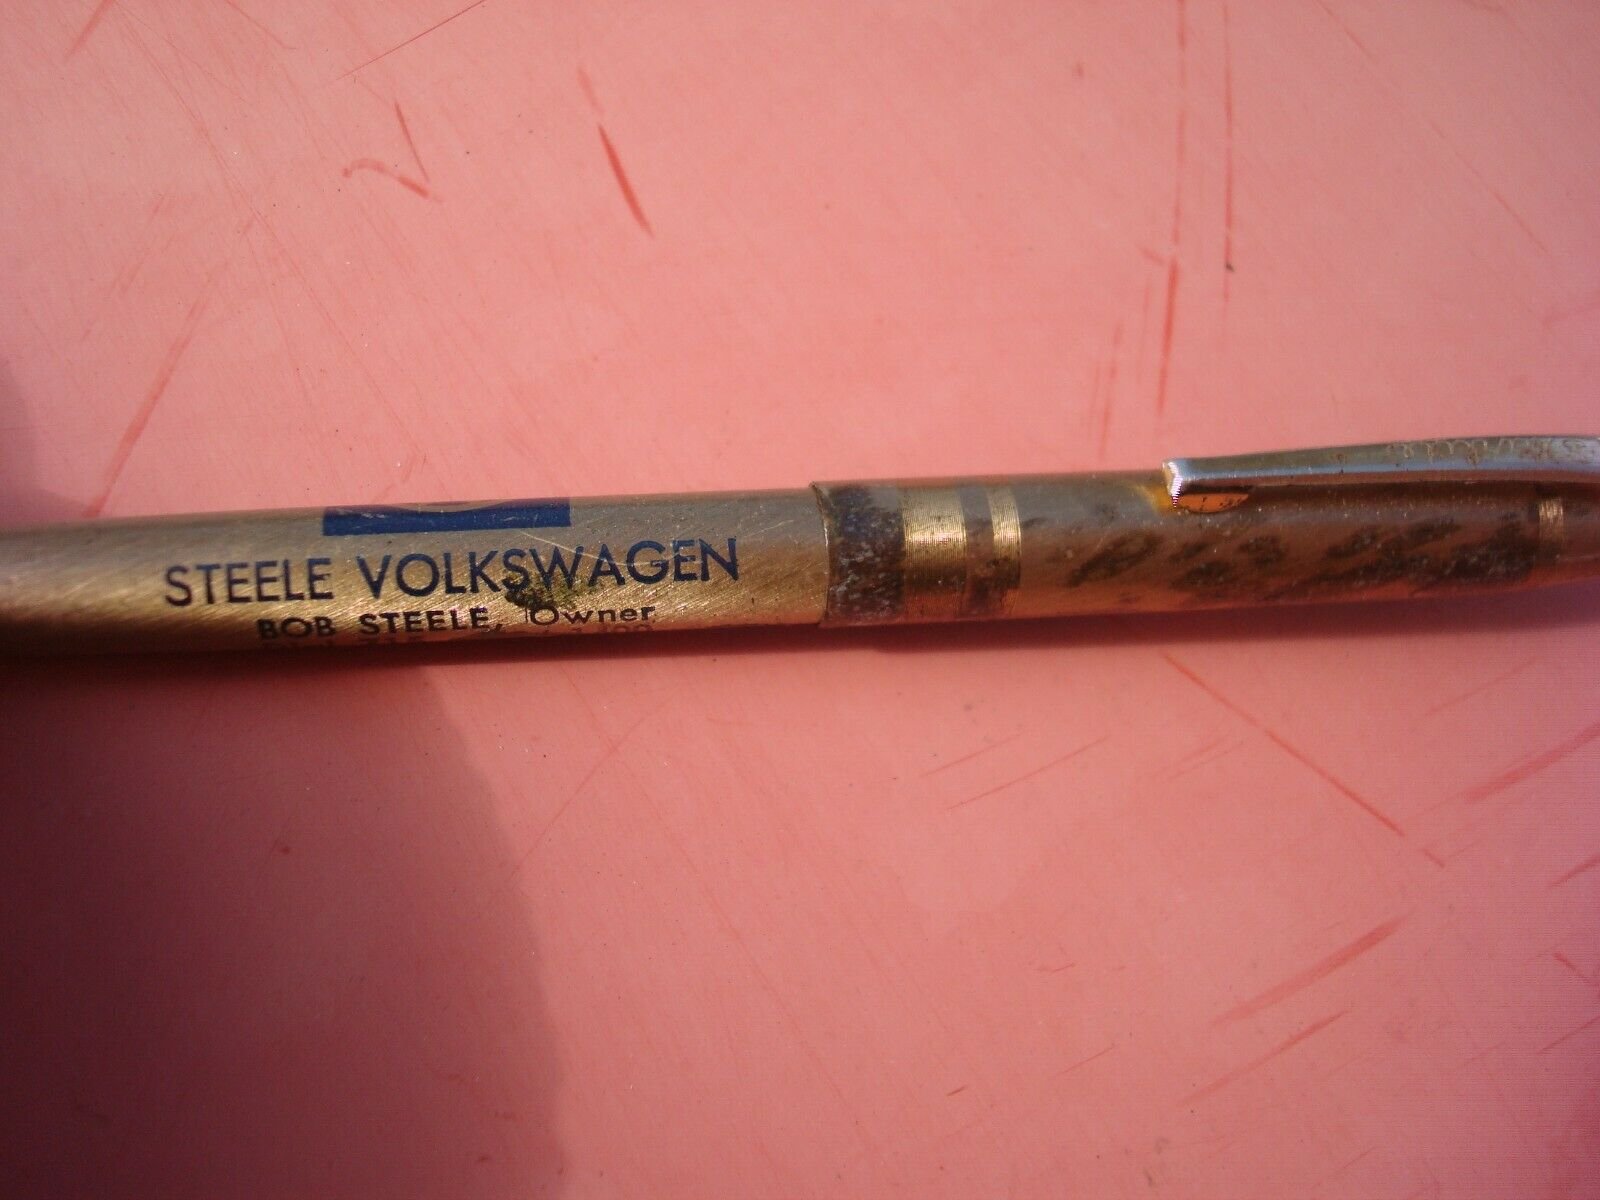 STEELE VOLKSWAGEN
BOB STEELE, Owner